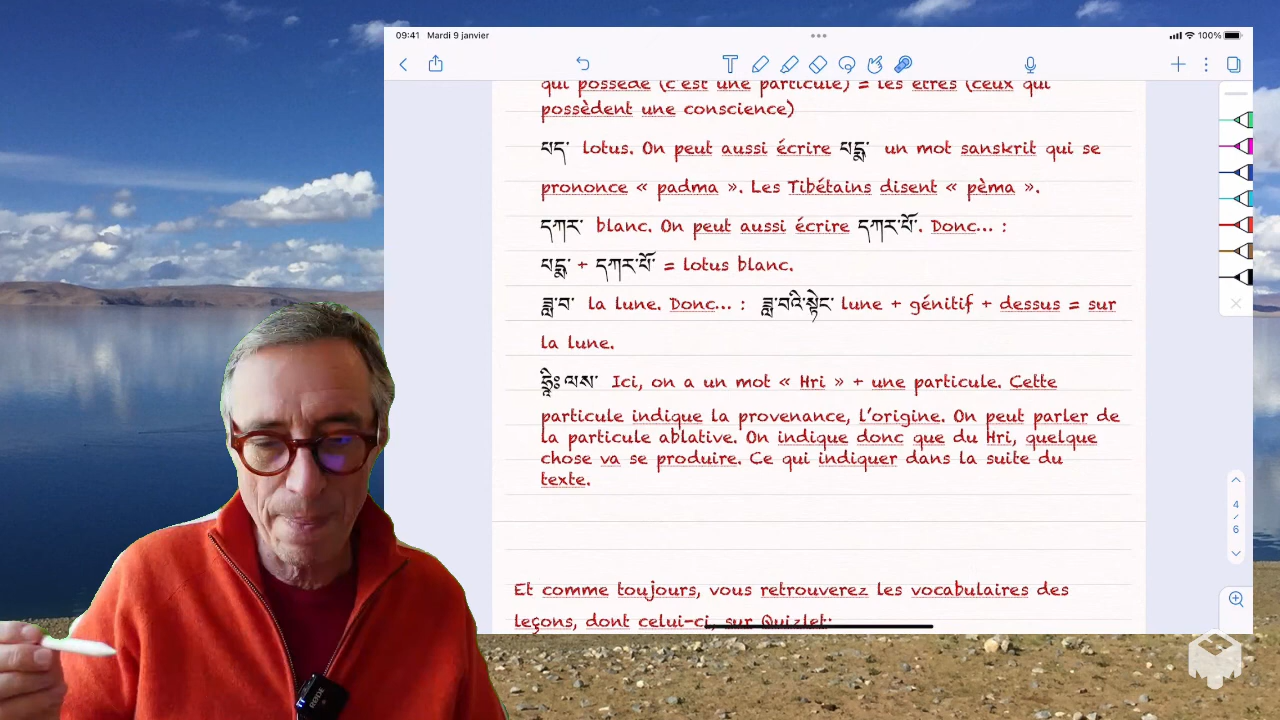 09:41 Mardi 9 janvier
100%
qui possède (c'est une particule) = les êtres (ceux qui
possèdent une conscience)
པད་ lotus. On peut aussi écrire པདྨ་ un mot sanskrit qui se
prononce « padma ». Les Tibétains disent « pèma ».
དཀར་ blanc. On peut aussi écrire དཀར་པོ་. Donc... :
པདྨ་ + དཀར་པོ་ = lotus blanc.
ཟླ་བ་ la lune. Donc... : ཟླ་བའི་སྟེང་ lune + génitif + dessus = sur
la lune.
ཧྲཱིཿ ལས་ Ici, on a un mot « Hri » + une particule. Cette
particule indique la provenance, l'origine. On peut parler de
la particule ablative. On indique donc que du Hri, quelque
chose va se produire. Ce qui indiquer dans la suite du
texte.
4
/
6
Et comme toujours, vous retrouverez les vocabulaires des
leçons, dont celui-ci, sur Quizlet:
RODE